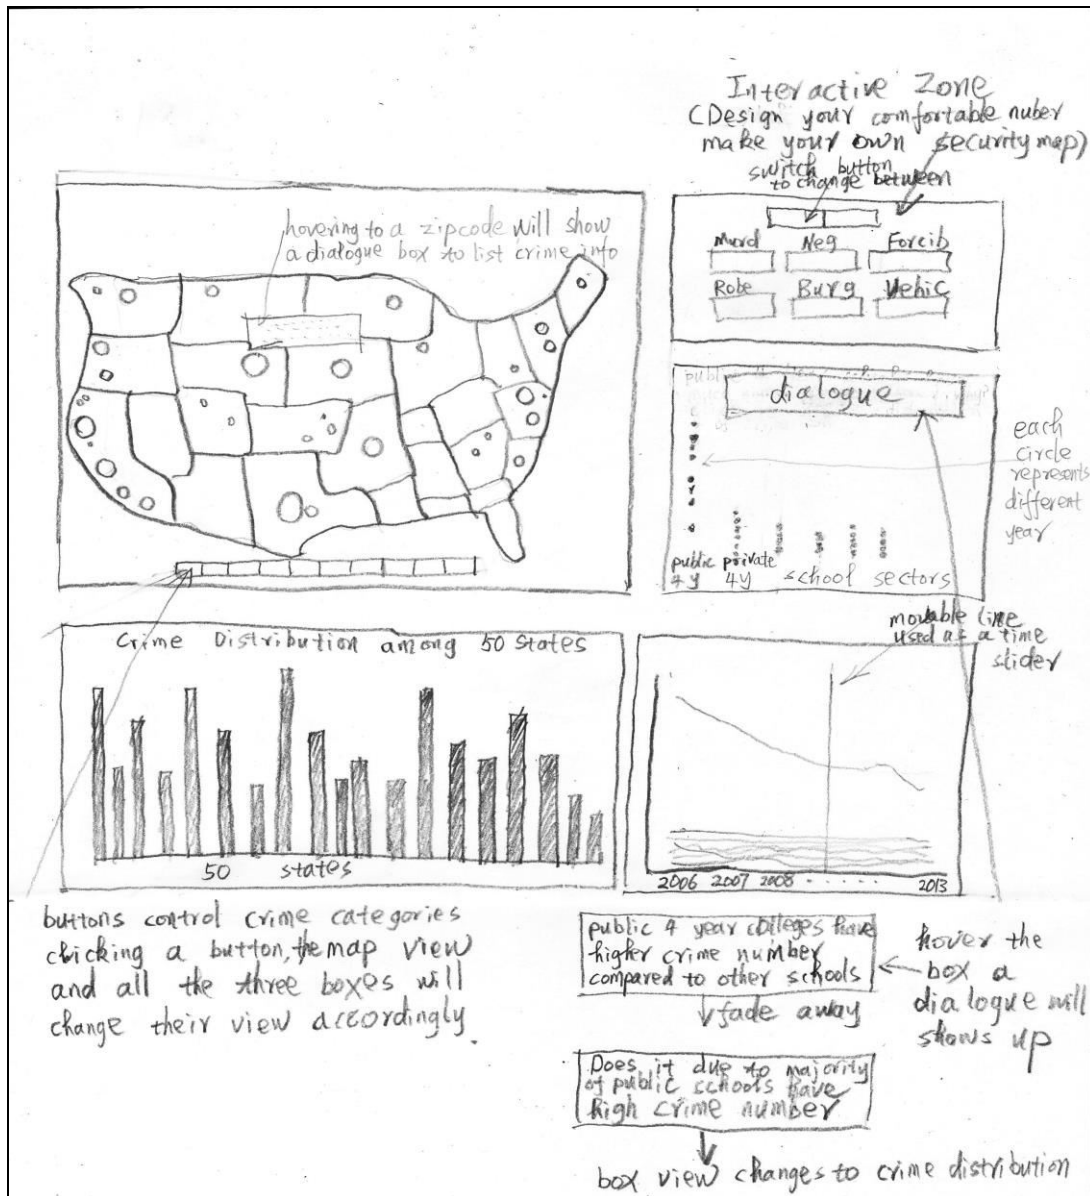 Interactive Zone
(Design your comfortable nuber
make your own security map)
switch button
to change between
Murd Neg Forcib
Robe Burg Vehic
hovering to a zipcode will show
a dialogue box to list crime info
dialogue
each
circle
represents
different
year
public private
4 y 4y school sectors
movable line
used as a time
slider
Crime Distribution among 50 States
50 states
2006 2007 2008 . . . . . . 2013
buttons control crime categories
clicking a button, the map view
and all the three boxes will
change their view accordingly.
public 4 year colleges have
higher crime number
compared to other schools
hover the
box a
dialogue will
shows up
fade away
Does it due to majority
of public schools have
high crime number
box view changes to crime distribution